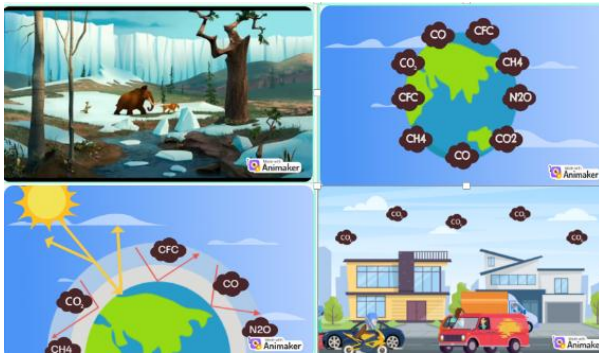 Made with
Animaker
CO
CFC
CO₂
CH4
CFC
N2O
CH4
CO2
CO
Made with
Animaker
CFC
CO₂
CO
N2O
CH4
Made with
Animaker
CO₂
CO₂
CO₂
CO₂
CO₂
Made with
Animaker